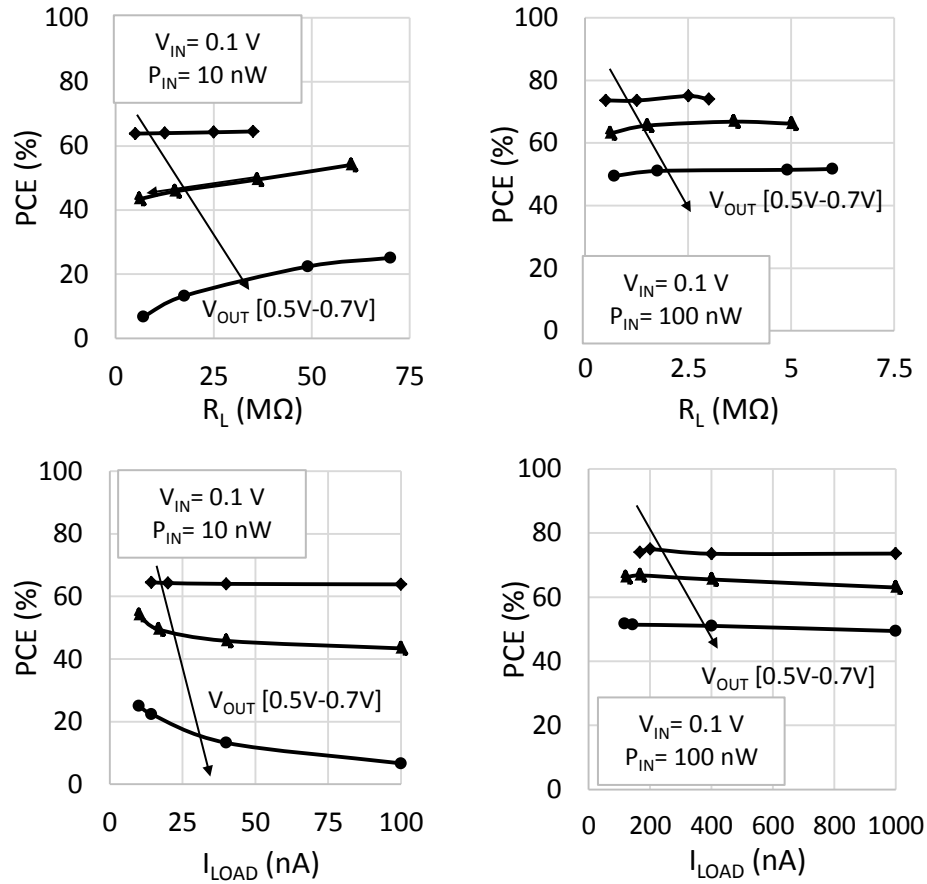 100
80
60
40
20
0
PCE (%)
V_IN= 0.1 V
P_IN= 10 nW
V_OUT [0.5V-0.7V]
0 25 50 75
R_L (MΩ)
100
80
60
40
20
0
PCE (%)
V_OUT [0.5V-0.7V]
V_IN= 0.1 V
P_IN= 100 nW
0 2.5 5 7.5
R_L (MΩ)
100
80
60
40
20
0
PCE (%)
V_IN= 0.1 V
P_IN= 10 nW
V_OUT [0.5V-0.7V]
0 25 50 75 100
I_LOAD (nA)
100
80
60
40
20
0
PCE (%)
V_OUT [0.5V-0.7V]
V_IN= 0.1 V
P_IN= 100 nW
0 200 400 600 800 1000
I_LOAD (nA)